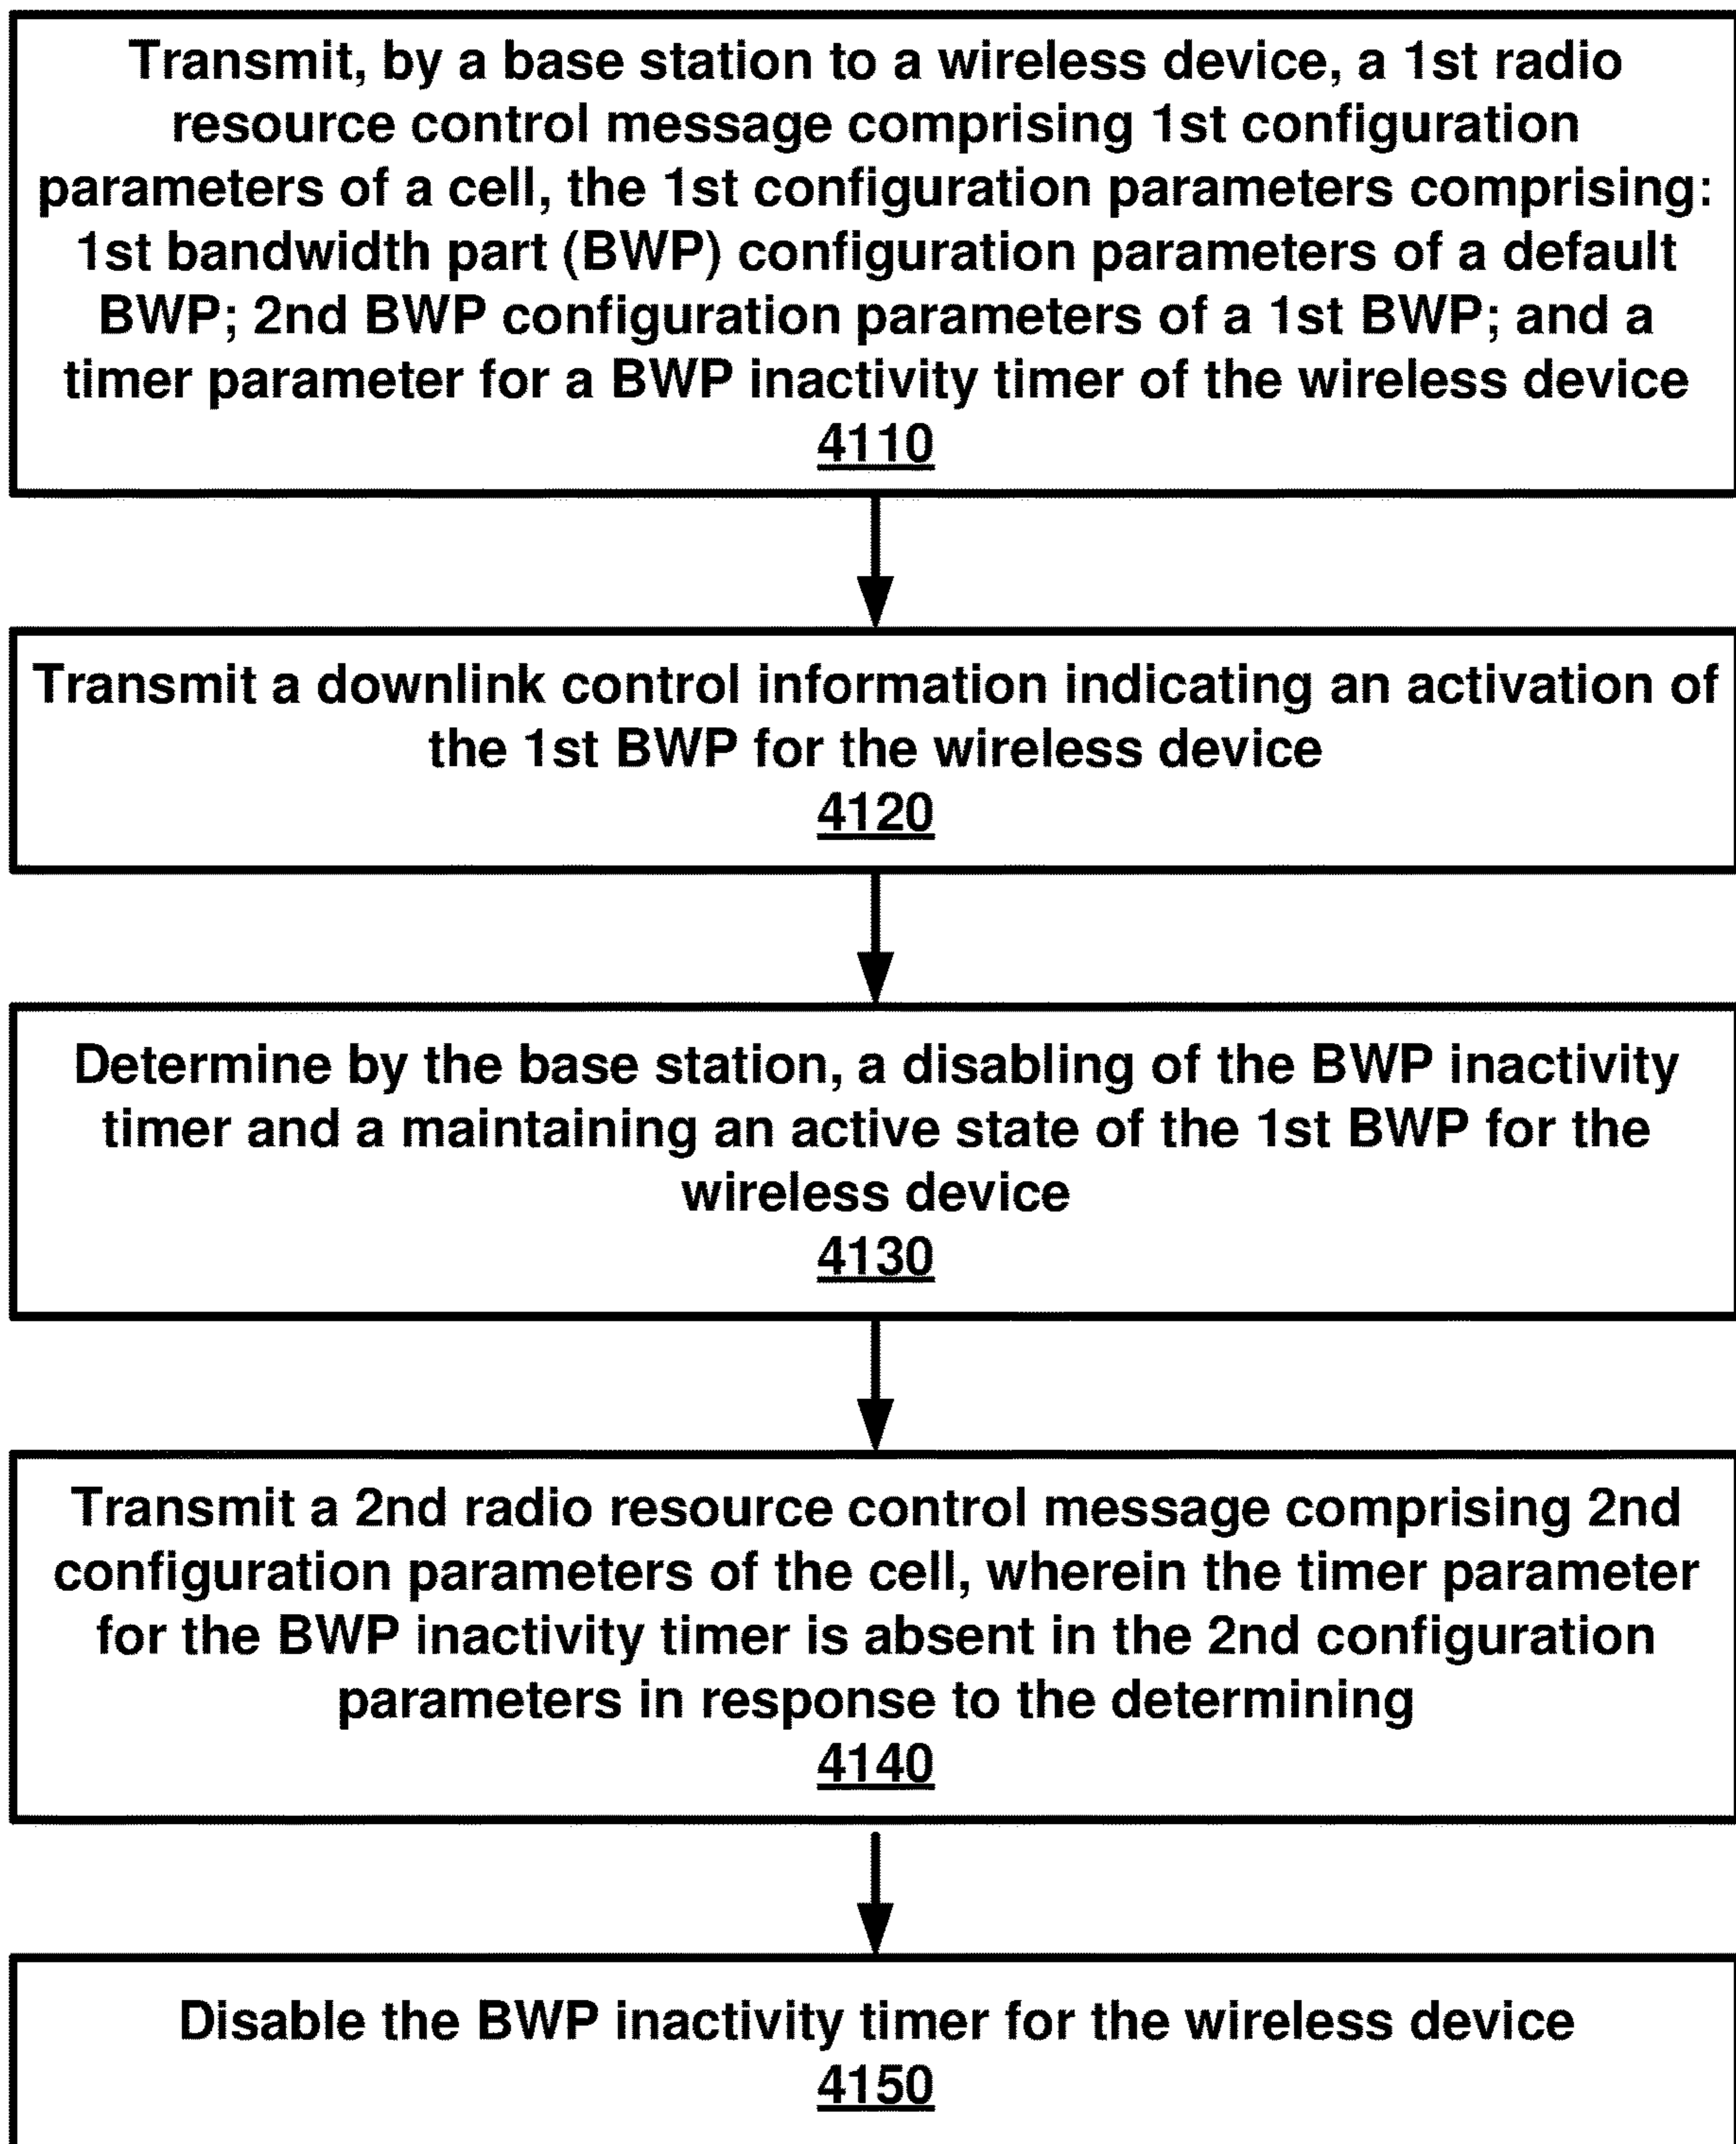 Transmit, by a base station to a wireless device, a 1st radio
resource control message comprising 1st configuration
parameters of a cell, the 1st configuration parameters comprising:
1st bandwidth part (BWP) configuration parameters of a default
BWP; 2nd BWP configuration parameters of a 1st BWP; and a
timer parameter for a BWP inactivity timer of the wireless device
4110
Transmit a downlink control information indicating an activation of
the 1st BWP for the wireless device
4120
Determine by the base station, a disabling of the BWP inactivity
timer and a maintaining an active state of the 1st BWP for the
wireless device
4130
Transmit a 2nd radio resource control message comprising 2nd
configuration parameters of the cell, wherein the timer parameter
for the BWP inactivity timer is absent in the 2nd configuration
parameters in response to the determining
4140
Disable the BWP inactivity timer for the wireless device
4150